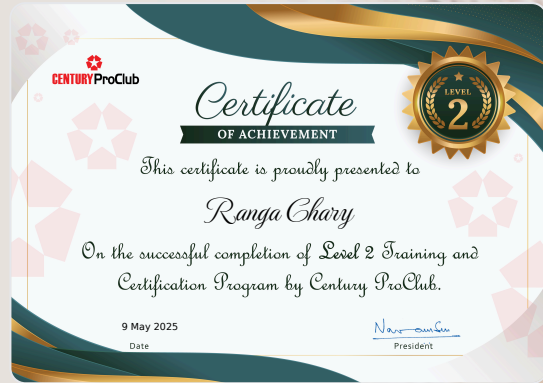 CENTURY ProClub
Certificate
OF ACHIEVEMENT
LEVEL
2
This certificate is proudly presented to
Ranga Chary
On the successful completion of Level 2 Training and
Certification Program by Century ProClub.
9 May 2025
Date
President